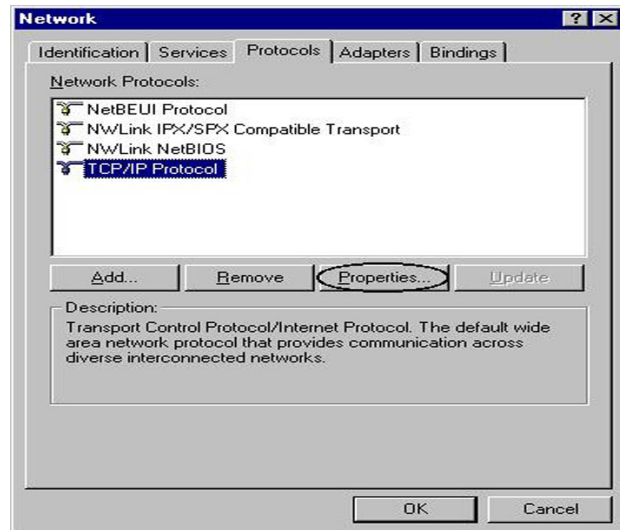 Network
Identification Services Protocols Adapters Bindings
Network Protocols:
NetBEUI Protocol
NWLink IPX/SPX Compatible Transport
NWLink NetBIOS
TCP/IP Protocol
Add... Remove Properties... Update
Description:
Transport Control Protocol/Internet Protocol. The default wide
area network protocol that provides communication across
diverse interconnected networks.
OK Cancel